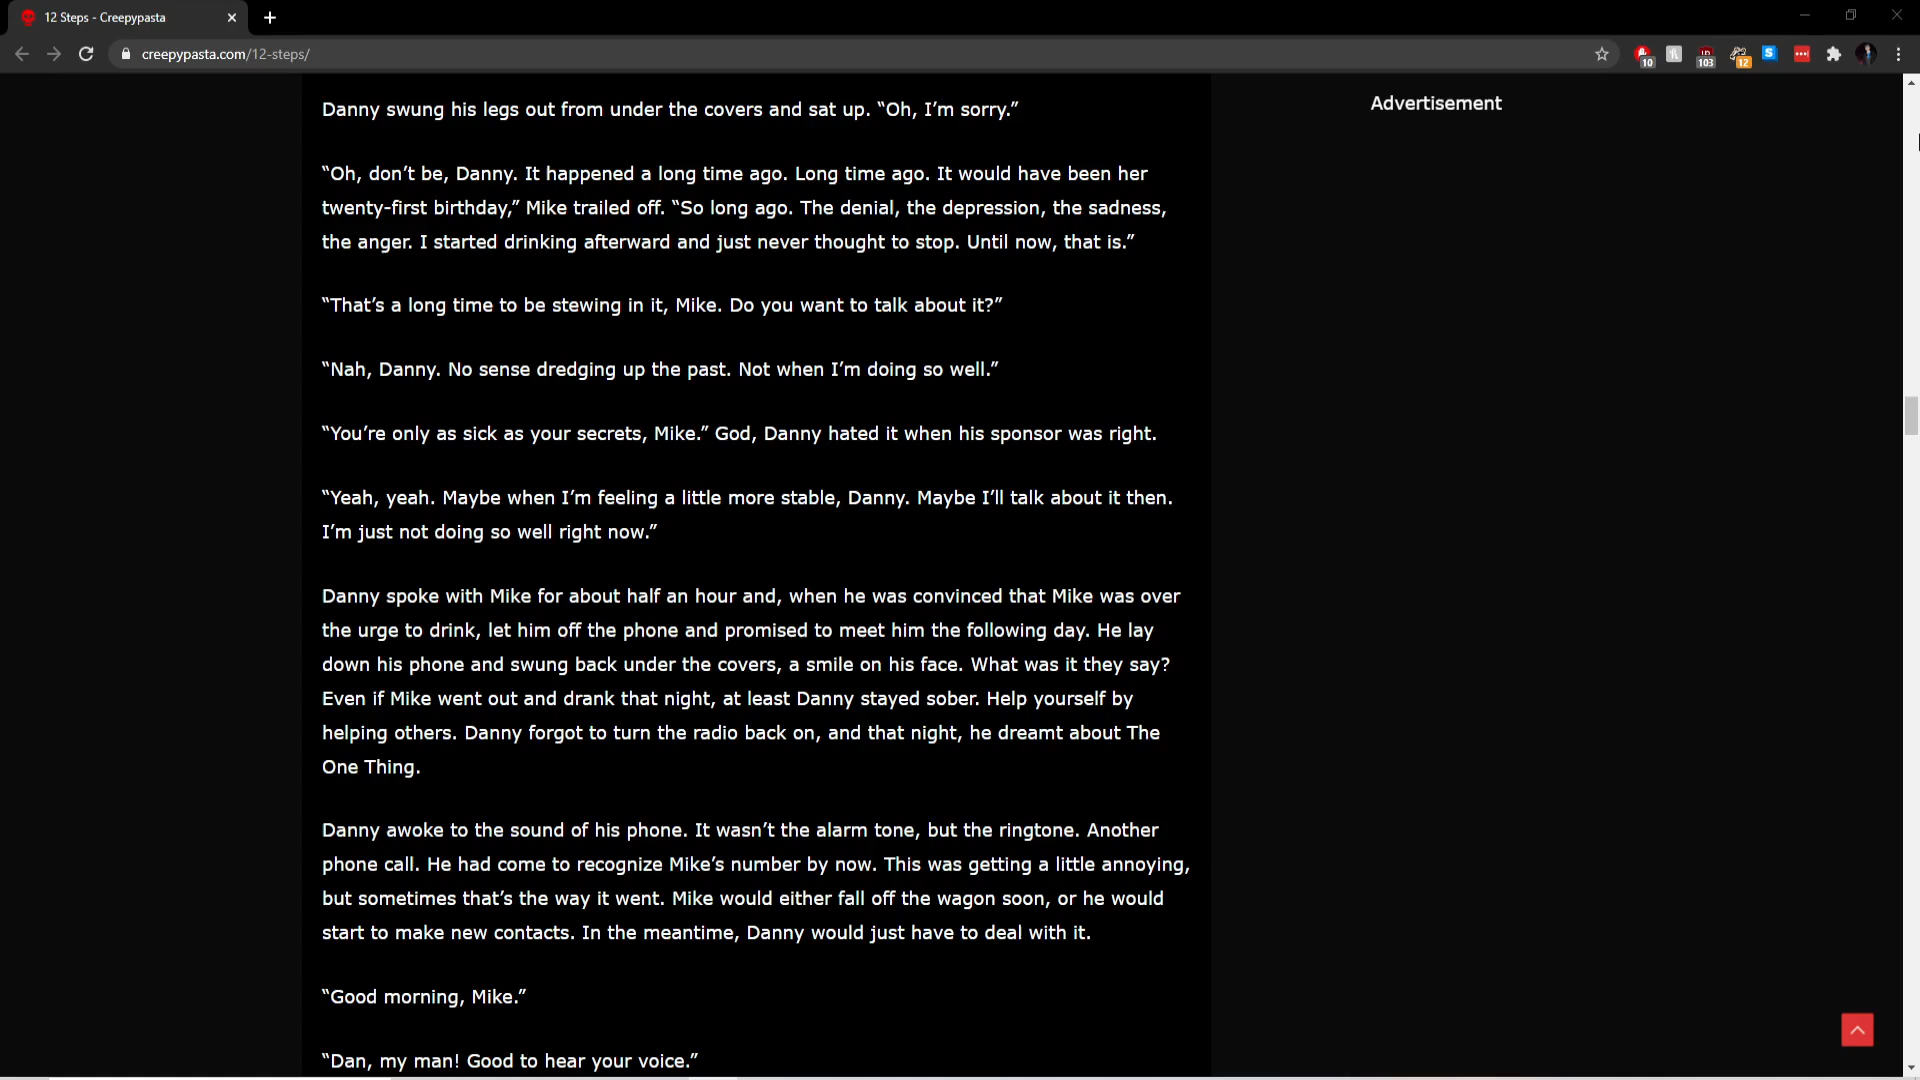 12 Steps - Creepypasta
creepypasta.com/12-steps/
10
103
12
S
Advertisement
Danny swung his legs out from under the covers and sat up. “Oh, I’m sorry.”
“Oh, don’t be, Danny. It happened a long time ago. Long time ago. It would have been her
twenty-first birthday,” Mike trailed off. “So long ago. The denial, the depression, the sadness,
the anger. I started drinking afterward and just never thought to stop. Until now, that is.”
“That’s a long time to be stewing in it, Mike. Do you want to talk about it?”
“Nah, Danny. No sense dredging up the past. Not when I’m doing so well.”
“You’re only as sick as your secrets, Mike.” God, Danny hated it when his sponsor was right.
“Yeah, yeah. Maybe when I’m feeling a little more stable, Danny. Maybe I’ll talk about it then.
I’m just not doing so well right now.”
Danny spoke with Mike for about half an hour and, when he was convinced that Mike was over
the urge to drink, let him off the phone and promised to meet him the following day. He lay
down his phone and swung back under the covers, a smile on his face. What was it they say?
Even if Mike went out and drank that night, at least Danny stayed sober. Help yourself by
helping others. Danny forgot to turn the radio back on, and that night, he dreamt about The
One Thing.
Danny awoke to the sound of his phone. It wasn’t the alarm tone, but the ringtone. Another
phone call. He had come to recognize Mike’s number by now. This was getting a little annoying,
but sometimes that’s the way it went. Mike would either fall off the wagon soon, or he would
start to make new contacts. In the meantime, Danny would just have to deal with it.
“Good morning, Mike.”
“Dan, my man! Good to hear your voice.”